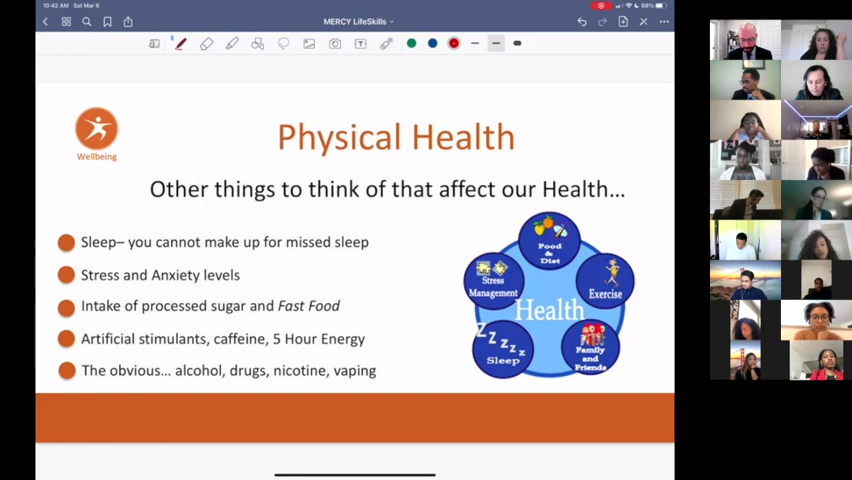 10:42 AM Sat Mar 6
68%
MERCY LifeSkills
T
Wellbeing
Physical Health
Other things to think of that affect our Health...
Sleep– you cannot make up for missed sleep
Stress and Anxiety levels
Intake of processed sugar and Fast Food
Artificial stimulants, caffeine, 5 Hour Energy
The obvious... alcohol, drugs, nicotine, vaping
Food
&
Diet
Stress
Management
Exercise
Health
Z Z Z Z Z
Sleep
Family
and
Friends